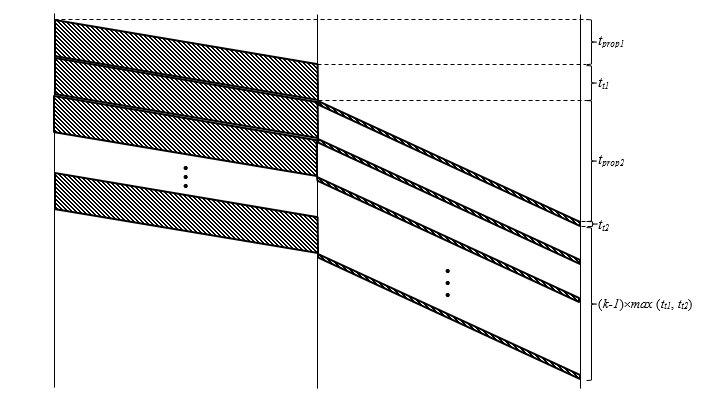 tprop1
tt1
tprop2
tt2
(k-1)×max (tt1, tt2)